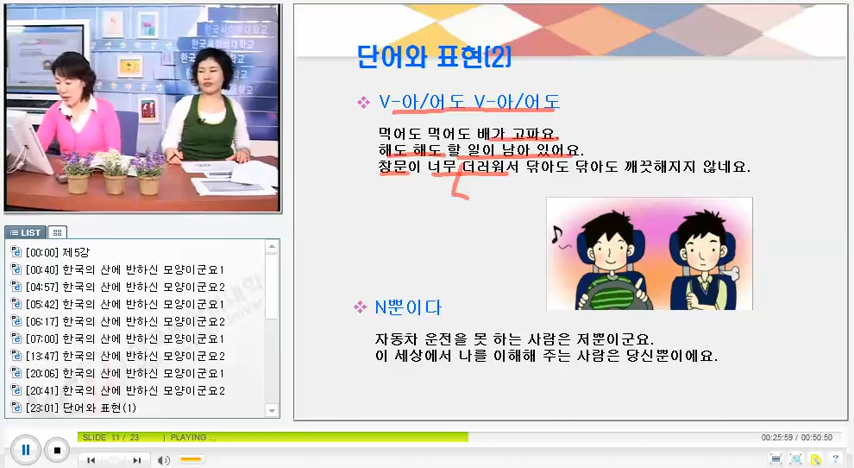 단어와 표현(2)
V-아/어도 V-아/어도
먹어도 먹어도 배가 고파요.
해도 해도 할 일이 남아 있어요.
창문이 너무 더러워서 닦아도 닦아도 깨끗해지지 않네요.
N뿐이다
자동차 운전을 못 하는 사람은 저뿐이군요.
이 세상에서 나를 이해해 주는 사람은 당신뿐이에요.
LIST
[00:00] 제5강
[00:40] 한국의 산에 반하신 모양이군요1
[04:57] 한국의 산에 반하신 모양이군요2
[05:42] 한국의 산에 반하신 모양이군요1
[06:17] 한국의 산에 반하신 모양이군요2
[07:00] 한국의 산에 반하신 모양이군요1
[13:47] 한국의 산에 반하신 모양이군요2
[20:06] 한국의 산에 반하신 모양이군요1
[20:41] 한국의 산에 반하신 모양이군요2
[23:01] 단어와 표현(1)
SLIDE 11 / 23 | PLAYING ...
00:25:59 / 00:50:50